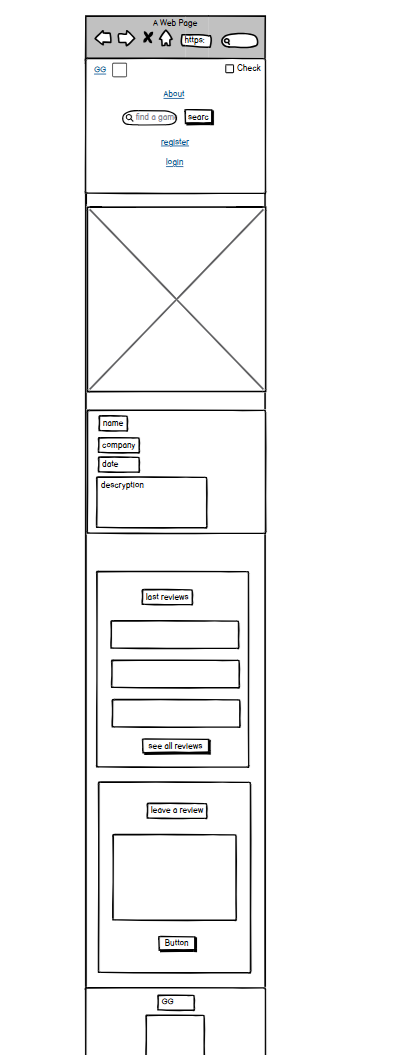 A Web Page
https:
GG
Check
About
find a gam
searc
register
login
name
company
date
descryption
last reviews
see all reviews
leave a review
Button
GG